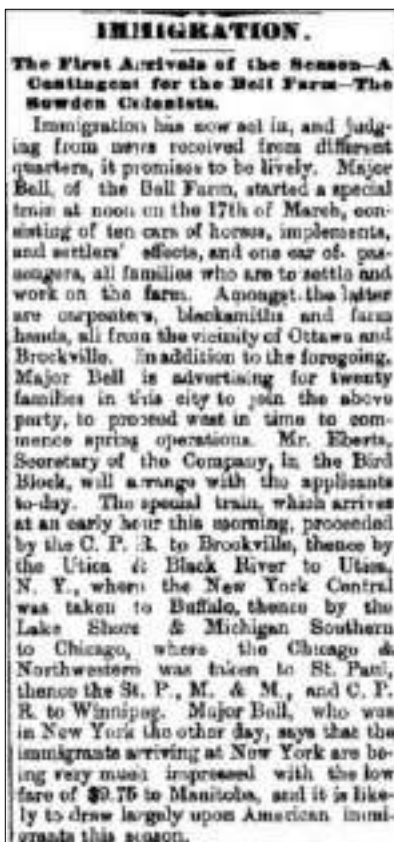 IMMIGRATION.
The First Arrivals of the Season—A
Contingent for the Bell Farm—The
Sowden Colonists.
Immigration has now set in, and judg-
ing from news received from different
quarters, it promises to be lively. Major
Bell, of the Bell Farm, started a special
train at noon on the 17th of March, con-
sisting of ten cars of horses, implements,
and settlers' effects, and one car of pas-
sengers, all families who are to settle and
work on the farm. Amongst the latter
are carpenters, blacksmiths and farm
hands, all from the vicinity of Ottawa and
Brockville. In addition to the foregoing,
Major Bell is advertising for twenty
families in this city to join the above
party, to proceed west in time to com-
mence spring operations. Mr. Eberts,
Secretary of the Company, in the Bird
Block, will arrange with the applicants
to-day. The special train, which arrives
at an early hour this morning, proceeded
by the C. P. R. to Brockville, thence by
the Utica & Black River to Utica,
N. Y., where the New York Central
was taken to Buffalo, thence by the
Lake Shore & Michigan Southern
to Chicago, where the Chicago &
Northwestern was taken to St. Paul,
thence the St. P., M. & M., and C. P.
R. to Winnipeg. Major Bell, who was
in New York the other day, says that the
immigrants arriving at New York are be-
ing very much impressed with the low
fare of $9.75 to Manitoba, and it is like-
ly to draw largely upon American immi-
grants this season.